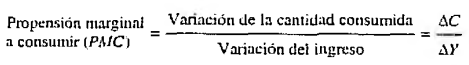 Propensión marginal a consumir (PMC) = Variación de la cantidad consumida / Variación del ingreso = ΔC / ΔY